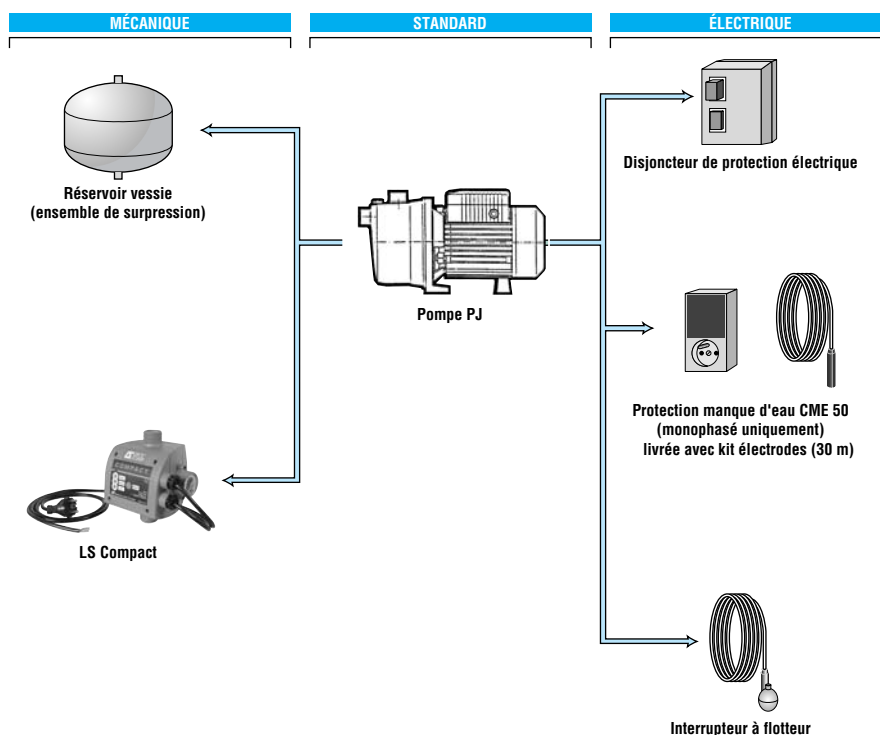 MÉCANIQUE
STANDARD
ÉLECTRIQUE
Réservoir vessie
(ensemble de surpression)
Pompe PJ
Disjoncteur de protection électrique
Protection manque d'eau CME 50
(monophasé uniquement)
livrée avec kit électrodes (30 m)
COMPACT
LS Compact
Interrupteur à flotteur